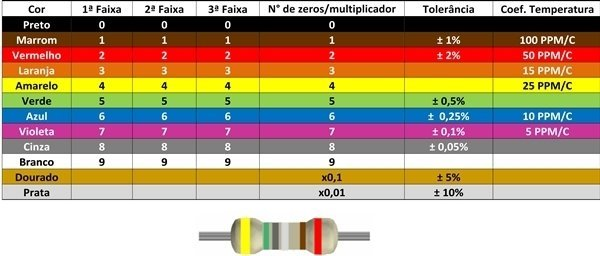 Cor 1ª Faixa 2ª Faixa 3ª Faixa N° de zeros/multiplicador Tolerância Coef. Temperatura
Preto 0 0 0 0
Marrom 1 1 1 1 ± 1% 100 PPM/C
Vermelho 2 2 2 2 ± 2% 50 PPM/C
Laranja 3 3 3 3 15 PPM/C
Amarelo 4 4 4 4 25 PPM/C
Verde 5 5 5 5 ± 0,5%
Azul 6 6 6 6 ± 0,25% 10 PPM/C
Violeta 7 7 7 7 ± 0,1% 5 PPM/C
Cinza 8 8 8 8 ± 0,05%
Branco 9 9 9 9
Dourado x0,1 ± 5%
Prata x0,01 ± 10%